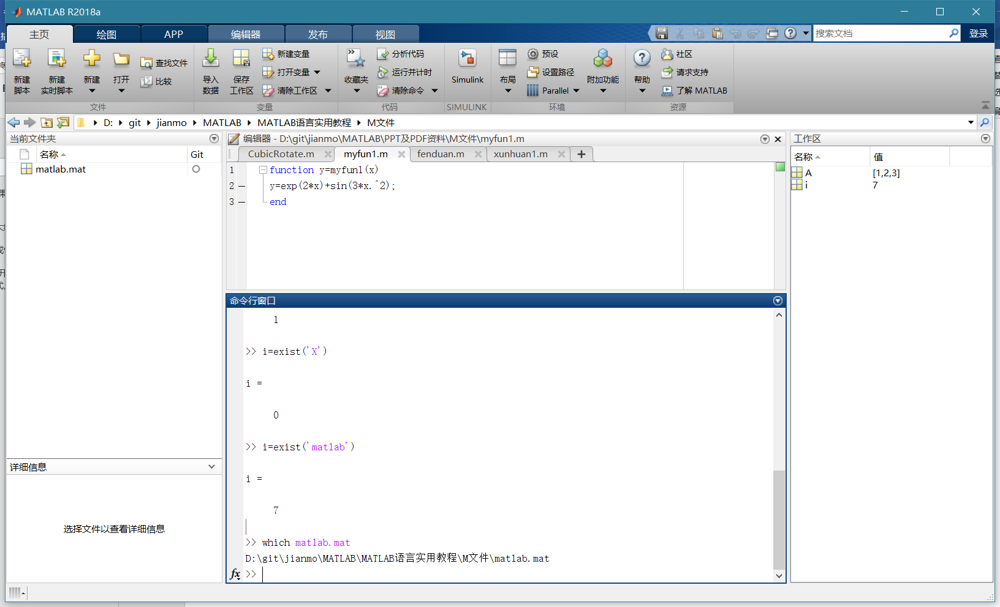 MATLAB R2018a
主页 绘图 APP 编辑器 发布 视图 搜索文档 登录
新建脚本 新建实时脚本 新建 打开 查找文件 比较
文件
导入数据 保存工作区 新建变量 打开变量 清除工作区
变量
收藏夹 分析代码 运行并计时 清除命令
代码
Simulink
SIMULINK
布局 预设 设置路径 Parallel 附加功能
环境
帮助 社区 请求支持 了解 MATLAB
资源
D: git jianmo MATLAB MATLAB语言实用教程 M文件
当前文件夹
名称 Git
matlab.mat
详细信息
选择文件以查看详细信息
编辑器 - D:\git\jianmo\MATLAB\PPT及PDF资料\M文件\myfun1.m
CubicRotate.m myfun1.m fenduan.m xunhuan1.m
1 function y=myfun1(x)
2 y=exp(2*x)+sin(3*x.^2);
3 end
命令行窗口
1
>> i=exist('X')
i =
0
>> i=exist('matlab')
i =
7
>> which matlab.mat
D:\git\jianmo\MATLAB\MATLAB语言实用教程\M文件\matlab.mat
fx >>
工作区
名称 值
A [1,2,3]
i 7